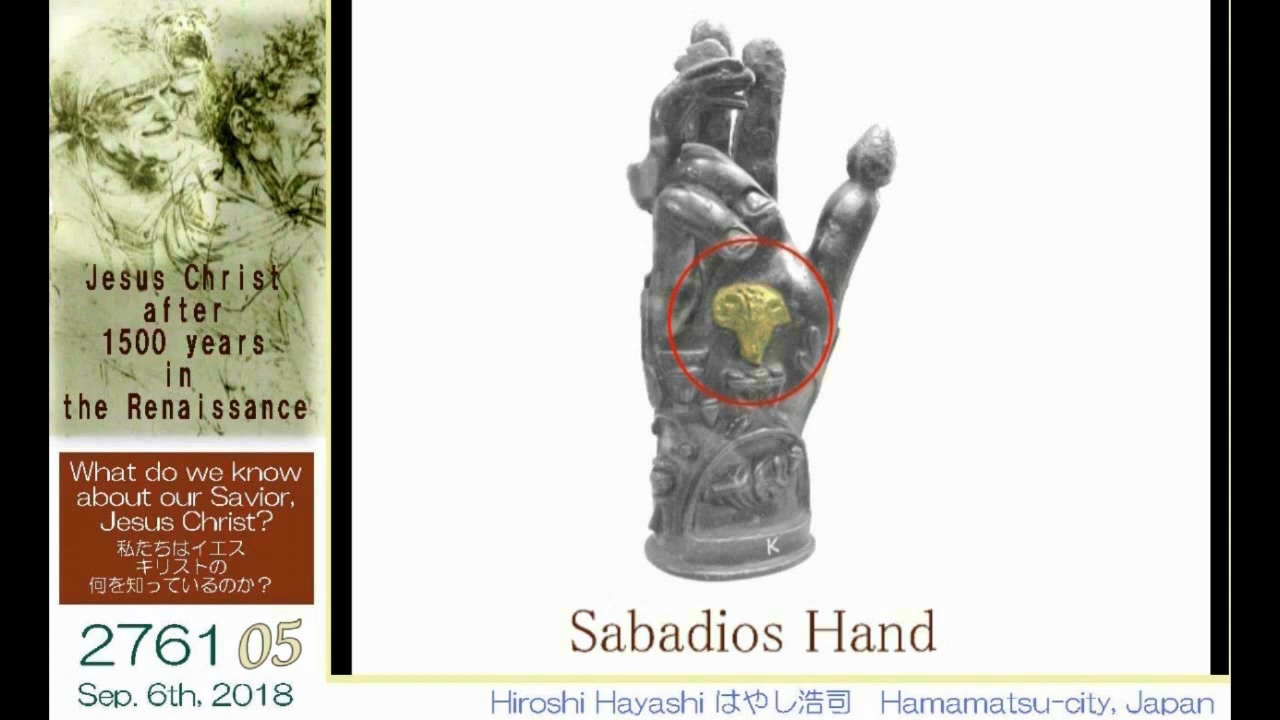 Jesus Christ
after
1500 years
in
the Renaissance
What do we know
about our Savior,
Jesus Christ?
私たちはイエス
キリストの
何を知っているのか？
2761 05
Sep. 6th, 2018
K
Sabadios Hand
Hiroshi Hayashi はやし浩司 Hamamatsu-city, Japan